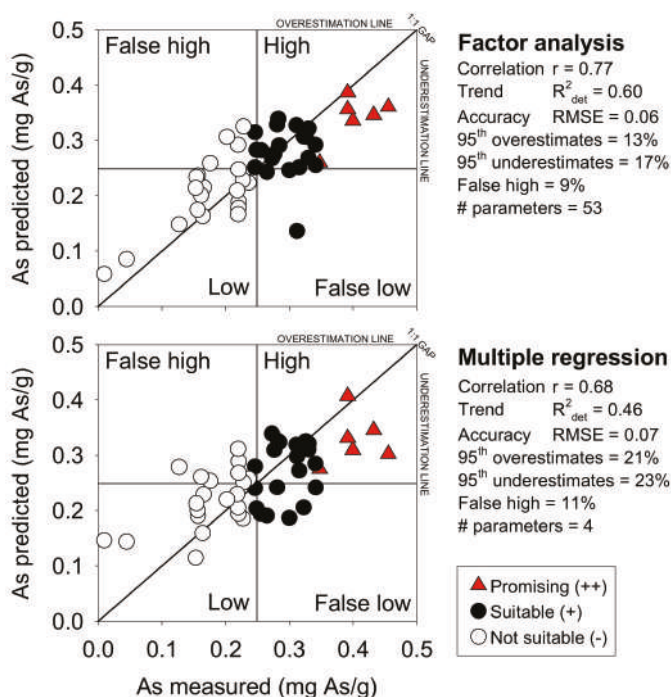 0.5
0.4
0.3
0.2
0.1
0.0
As predicted (mg As/g)
OVERESTIMATION LINE
1:1 GAP
UNDERESTIMATION LINE
False high
High
Low
False low
Factor analysis
Correlation r = 0.77
Trend R²det = 0.60
Accuracy RMSE = 0.06
95th overestimates = 13%
95th underestimates = 17%
False high = 9%
# parameters = 53
0.5
0.4
0.3
0.2
0.1
0.0
As predicted (mg As/g)
OVERESTIMATION LINE
1:1 GAP
UNDERESTIMATION LINE
False high
High
Low
False low
0.0 0.1 0.2 0.3 0.4 0.5
As measured (mg As/g)
Multiple regression
Correlation r = 0.68
Trend R²det = 0.46
Accuracy RMSE = 0.07
95th overestimates = 21%
95th underestimates = 23%
False high = 11%
# parameters = 4
Promising (++)
Suitable (+)
Not suitable (-)